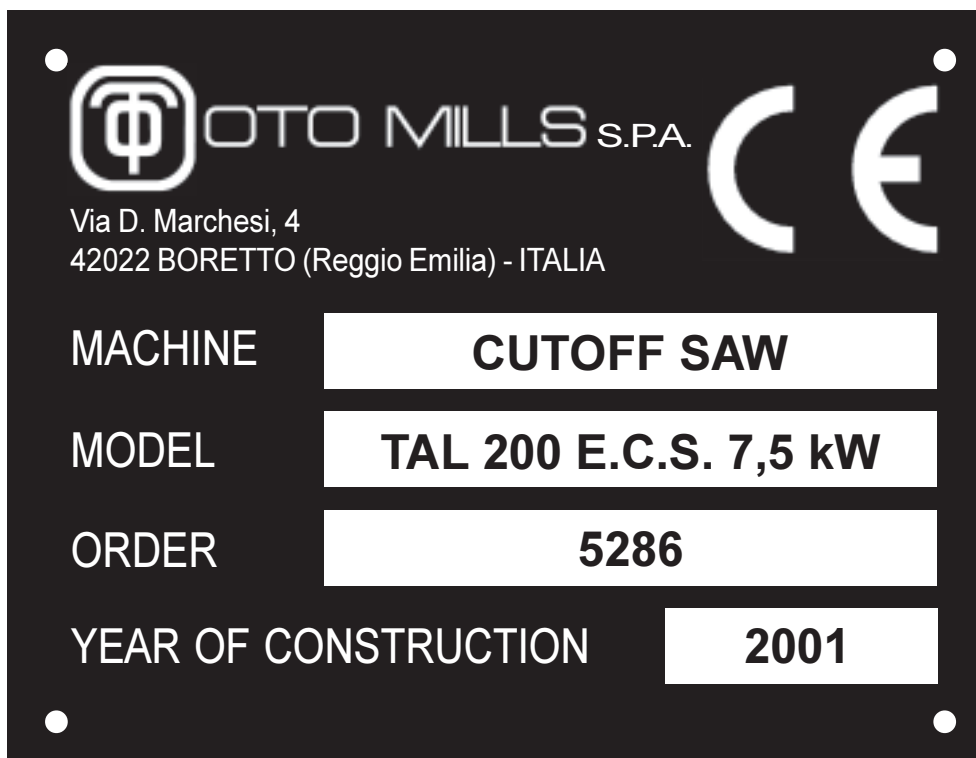 OTO MILLS S.P.A.
CE
Via D. Marchesi, 4
42022 BORETTO (Reggio Emilia) - ITALIA
MACHINE CUTOFF SAW
MODEL TAL 200 E.C.S. 7,5 kW
ORDER 5286
YEAR OF CONSTRUCTION 2001